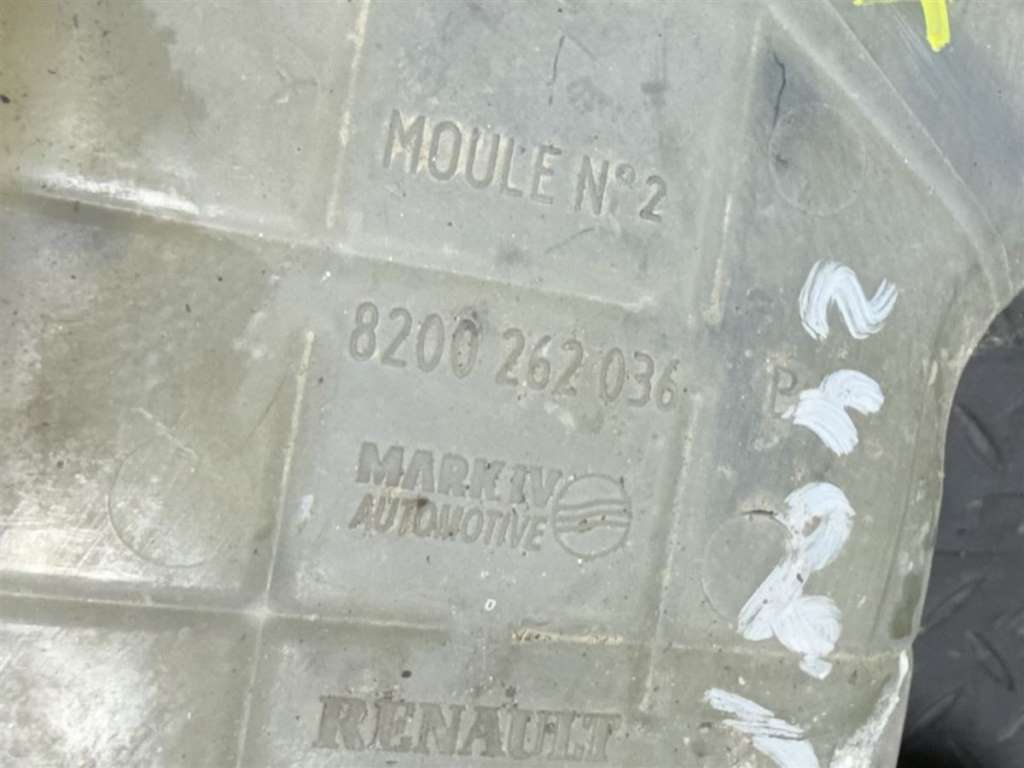 MOULE N°2
8200 262 036
MARK IV
AUTOMOTIVE
RENAULT